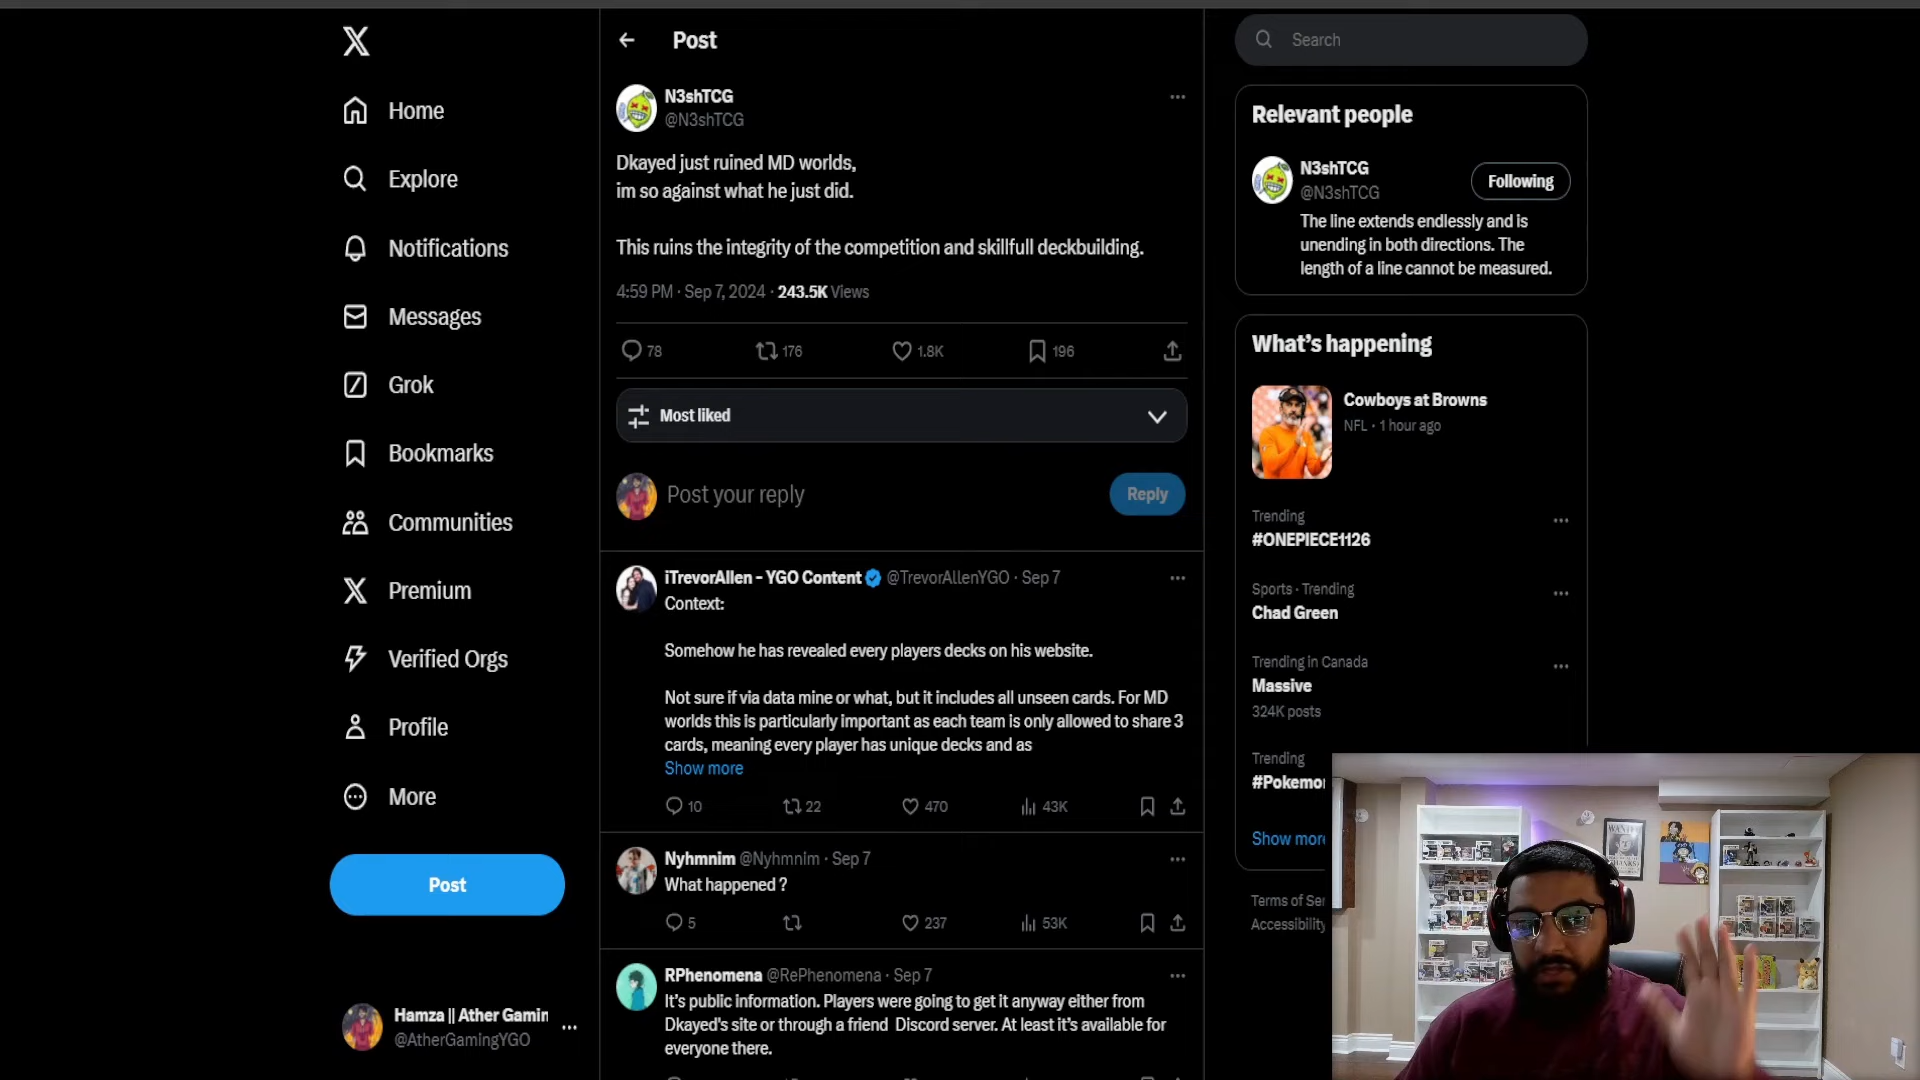 Home
Explore
Notifications
Messages
Grok
Bookmarks
Communities
Premium
Verified Orgs
Profile
More
Post
Hamza || Ather Gamin
@AtherGamingYGO
Post
N3shTCG
@N3shTCG
Dkayed just ruined MD worlds,
im so against what he just did.
This ruins the integrity of the competition and skillfull deckbuilding.
4:59 PM · Sep 7, 2024 · 243.5K Views
78 176 1.8K 196
Most liked
Post your reply
Reply
iTrevorAllen - YGO Content @TrevorAllenYGO · Sep 7
Context:
Somehow he has revealed every players decks on his website.
Not sure if via data mine or what, but it includes all unseen cards. For MD
worlds this is particularly important as each team is only allowed to share 3
cards, meaning every player has unique decks and as
Show more
10 22 470 43K
Nyhmnim @Nyhmnim · Sep 7
What happened ?
5 237 53K
RPhenomena @RePhenomena · Sep 7
It's public information. Players were going to get it anyway either from
Dkayed's site or through a friend Discord server. At least it's available for
everyone there.
Search
Relevant people
N3shTCG
@N3shTCG
Following
The line extends endlessly and is
unending in both directions. The
length of a line cannot be measured.
What's happening
Cowboys at Browns
NFL · 1 hour ago
Trending
#ONEPIECE1126
Sports · Trending
Chad Green
Trending in Canada
Massive
324K posts
Trending
#Pokemon
Show more
Terms of Ser
Accessibility
WANTED